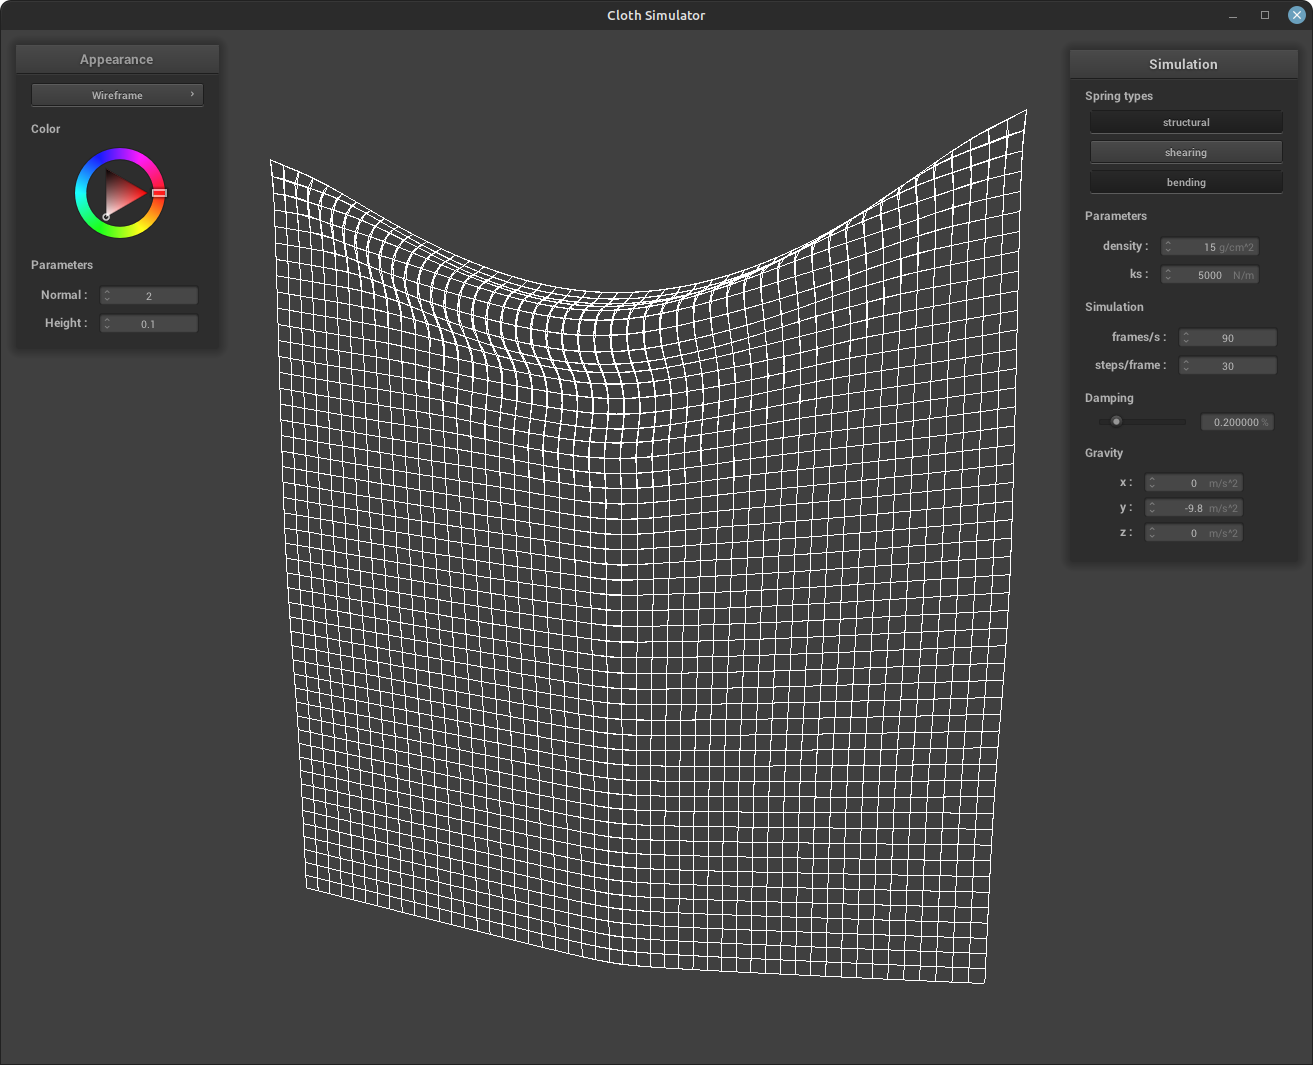 Cloth Simulator
Appearance
Wireframe
Color
Parameters
Normal : 2
Height : 0.1
Simulation
Spring types
structural
shearing
bending
Parameters
density : 15 g/cm^2
ks : 5000 N/m
Simulation
frames/s : 90
steps/frame : 30
Damping
0.200000 %
Gravity
x : 0 m/s^2
y : -9.8 m/s^2
z : 0 m/s^2